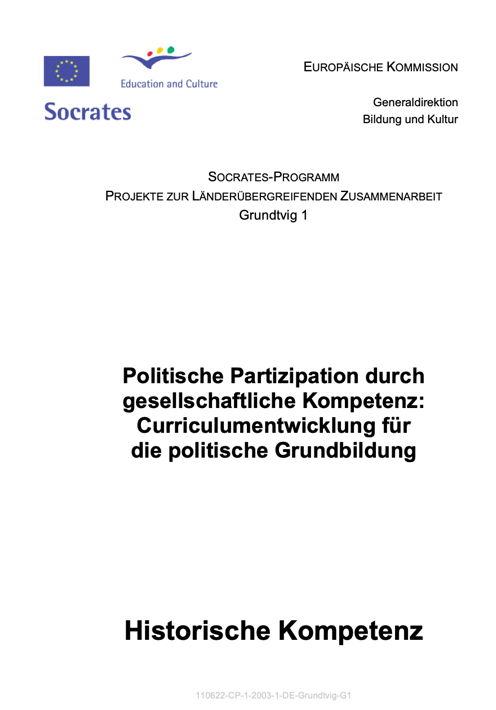 Education and Culture
Socrates
EUROPÄISCHE KOMMISSION
Generaldirektion
Bildung und Kultur
SOCRATES-PROGRAMM
PROJEKTE ZUR LÄNDERÜBERGREIFENDEN ZUSAMMENARBEIT
Grundtvig 1
Politische Partizipation durch
gesellschaftliche Kompetenz:
Curriculumentwicklung für
die politische Grundbildung
Historische Kompetenz
110622-CP-1-2003-1-DE-Grundtvig-G1